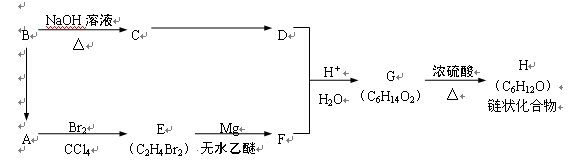 B NaOH 溶液 △ C D
H⁺ H₂O G (C₆H₁₄O₂) 浓硫酸 △ H (C₆H₁₂O) 链状化合物
A Br₂ CCl₄ E (C₂H₄Br₂) Mg 无水乙醚 F